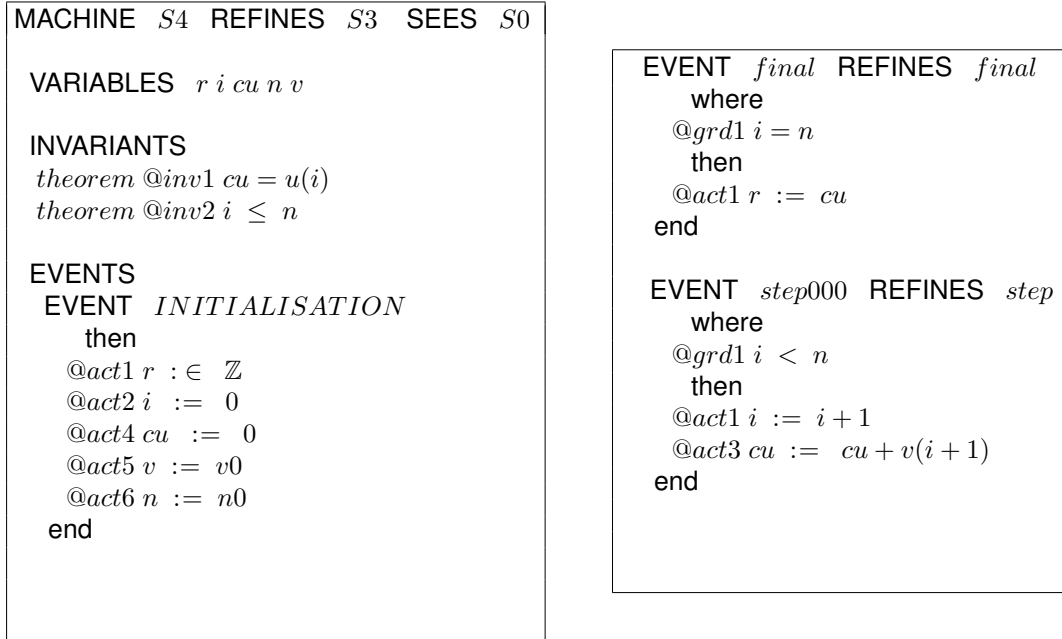 MACHINE S4 REFINES S3 SEES S0
VARIABLES r i cu n v
INVARIANTS
theorem @inv1 cu = u(i)
theorem @inv2 i ≤ n
EVENTS
EVENT INITIALISATION
then
@act1 r :∈ ℤ
@act2 i := 0
@act4 cu := 0
@act5 v := v0
@act6 n := n0
end
EVENT final REFINES final
where
@grd1 i = n
then
@act1 r := cu
end
EVENT step000 REFINES step
where
@grd1 i < n
then
@act1 i := i + 1
@act3 cu := cu + v(i + 1)
end